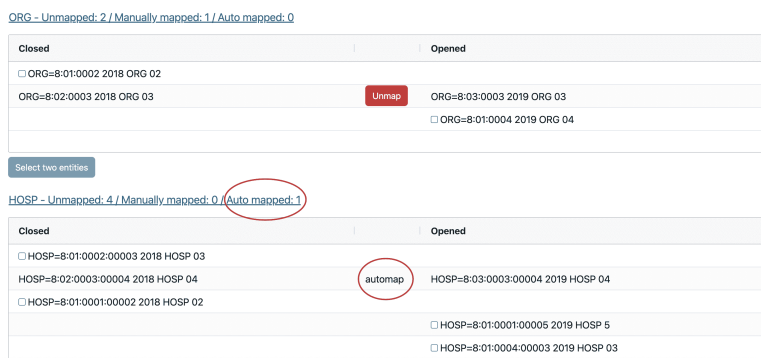 ORG - Unmapped: 2 / Manually mapped: 1 / Auto mapped: 0
Closed Opened
ORG=8:01:0002 2018 ORG 02
ORG=8:02:0003 2018 ORG 03 Unmap ORG=8:03:0003 2019 ORG 03
ORG=8:01:0004 2019 ORG 04
Select two entities
HOSP - Unmapped: 4 / Manually mapped: 0 / Auto mapped: 1
Closed Opened
HOSP=8:01:0002:00003 2018 HOSP 03
HOSP=8:02:0003:00004 2018 HOSP 04 automap HOSP=8:03:0003:00004 2019 HOSP 04
HOSP=8:01:0001:00002 2018 HOSP 02
HOSP=8:01:0001:00005 2019 HOSP 5
HOSP=8:01:0004:00003 2019 HOSP 03